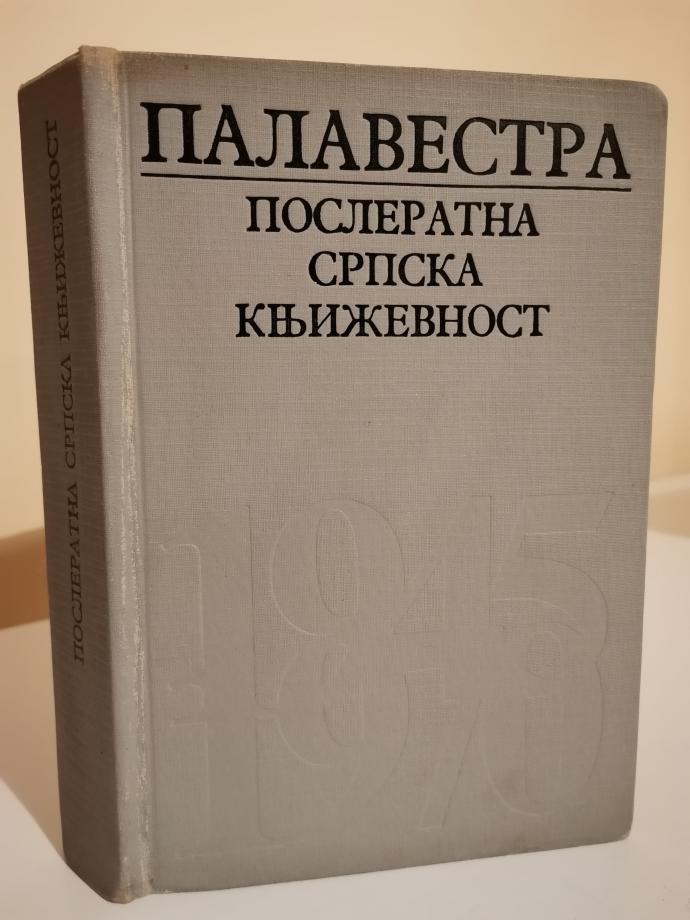 ПАЛАВЕСТРА
ПОСЛЕРАТНА
СРПСКА
КЊИЖЕВНОСТ
1945
1970
ПОСЛЕРАТНА СРПСКА КЊИЖЕВНОСТ